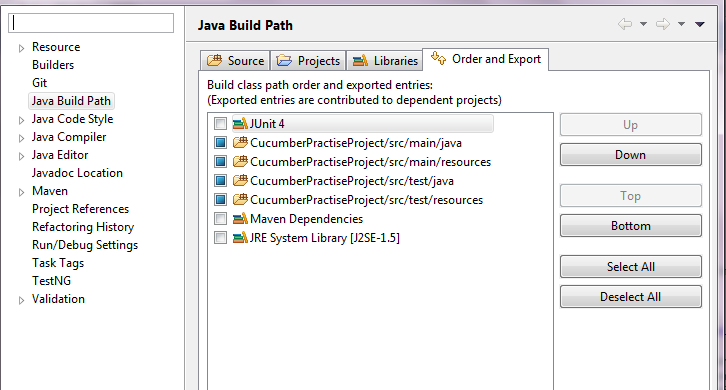 Java Build Path
Resource
Builders
Git
Java Build Path
Java Code Style
Java Compiler
Java Editor
Javadoc Location
Maven
Project References
Refactoring History
Run/Debug Settings
Task Tags
TestNG
Validation
Source
Projects
Libraries
Order and Export
Build class path order and exported entries:
(Exported entries are contributed to dependent projects)
JUnit 4
CucumberPractiseProject/src/main/java
CucumberPractiseProject/src/main/resources
CucumberPractiseProject/src/test/java
CucumberPractiseProject/src/test/resources
Maven Dependencies
JRE System Library [J2SE-1.5]
Up
Down
Top
Bottom
Select All
Deselect All